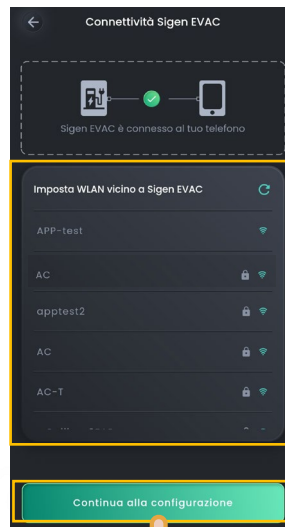 Connettività Sigen EVAC
Sigen EVAC è connesso al tuo telefono
Imposta WLAN vicino a Sigen EVAC
APP-test
AC
apptest2
AC
AC-T
Continua alla configurazione